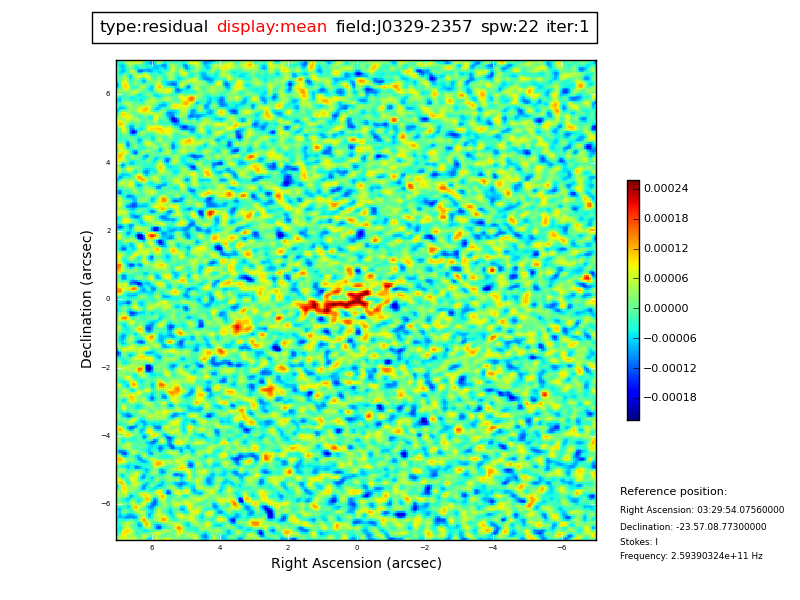 type:residual display:mean field:J0329-2357 spw:22 iter:1
6
4
2
0
−2
−4
−6
Declination (arcsec)
6 4 2 0 −2 −4 −6
Right Ascension (arcsec)
0.00024
0.00018
0.00012
0.00006
0.00000
−0.00006
−0.00012
−0.00018
Reference position:
Right Ascension: 03:29:54.07560000
Declination: -23.57.08.77300000
Stokes: I
Frequency: 2.59390324e+11 Hz